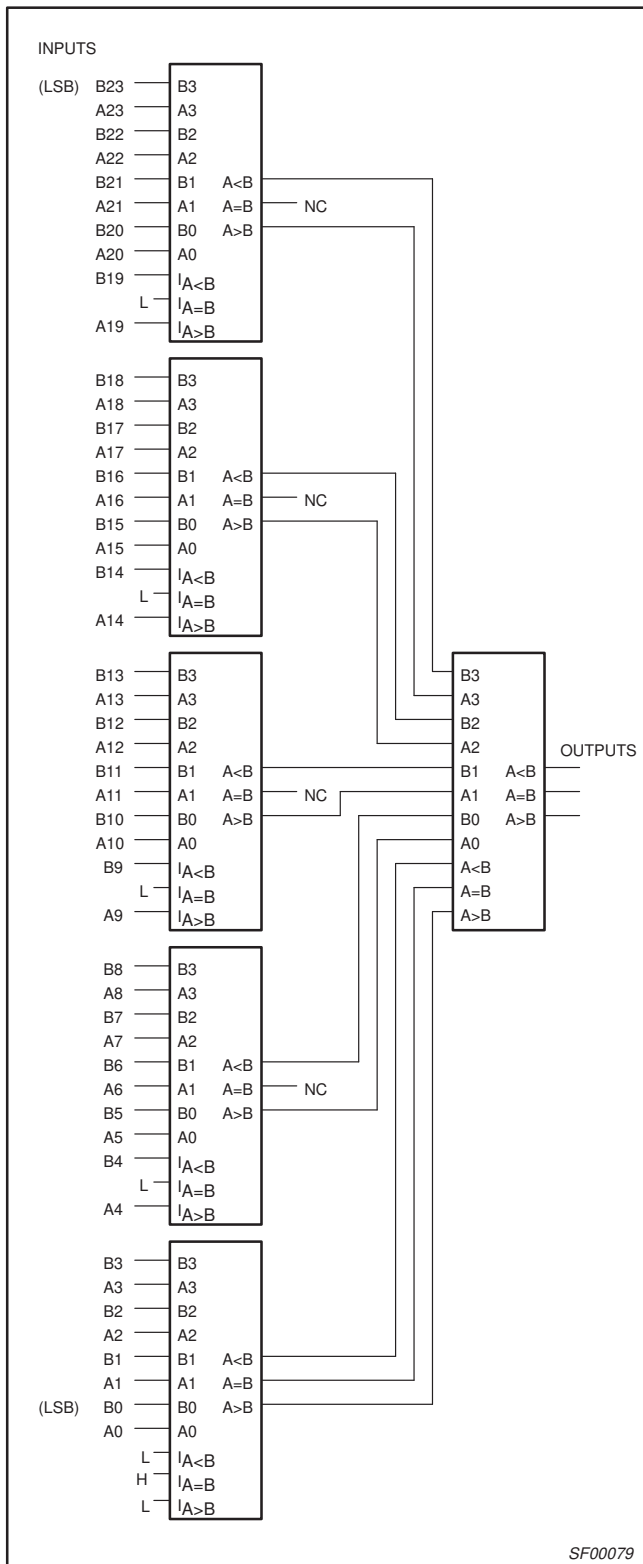 INPUTS
(LSB) B23 B3
A23 A3
B22 B2
A22 A2
B21 B1 A<B
A21 A1 A=B NC
B20 B0 A>B
A20 A0
B19 IA<B
L IA=B
A19 IA>B
B18 B3
A18 A3
B17 B2
A17 A2
B16 B1 A<B
A16 A1 A=B NC
B15 B0 A>B
A15 A0
B14 IA<B
L IA=B
A14 IA>B
B13 B3
A13 A3
B12 B2
A12 A2
B11 B1 A<B
A11 A1 A=B NC
B10 B0 A>B
A10 A0
B9 IA<B
L IA=B
A9 IA>B
B8 B3
A8 A3
B7 B2
A7 A2
B6 B1 A<B
A6 A1 A=B NC
B5 B0 A>B
A5 A0
B4 IA<B
L IA=B
A4 IA>B
B3 B3
A3 A3
B2 B2
A2 A2
B1 B1 A<B
A1 A1 A=B
(LSB) B0 B0 A>B
A0 A0
L IA<B
H IA=B
L IA>B
B3
A3
B2
A2 OUTPUTS
B1 A<B
A1 A=B
B0 A>B
A0
A<B
A=B
A>B
SF00079